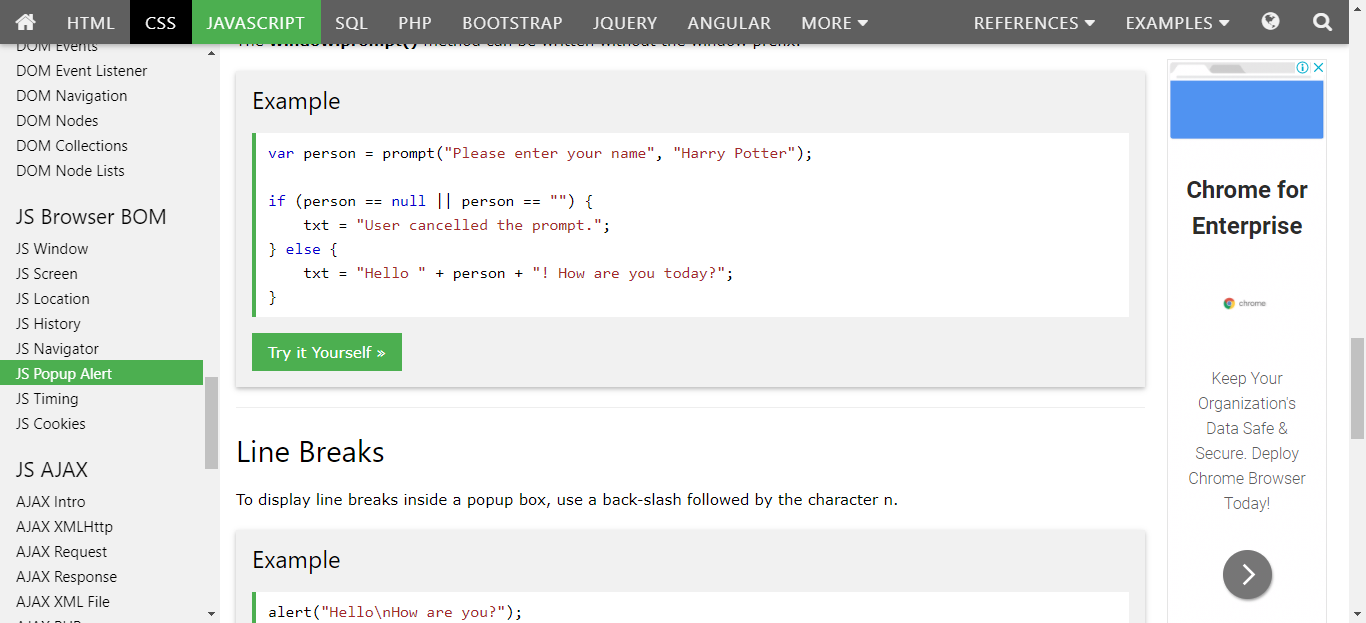 HTML CSS JAVASCRIPT SQL PHP BOOTSTRAP JQUERY ANGULAR MORE REFERENCES EXAMPLES
DOM Events
DOM Event Listener
DOM Navigation
DOM Nodes
DOM Collections
DOM Node Lists
JS Browser BOM
JS Window
JS Screen
JS Location
JS History
JS Navigator
JS Popup Alert
JS Timing
JS Cookies
JS AJAX
AJAX Intro
AJAX XMLHttp
AJAX Request
AJAX Response
AJAX XML File
The window.prompt() method can be written without the window prefix.
Example
var person = prompt("Please enter your name", "Harry Potter");
if (person == null || person == "") {
    txt = "User cancelled the prompt.";
} else {
    txt = "Hello " + person + "! How are you today?";
}
Try it Yourself »
Line Breaks
To display line breaks inside a popup box, use a back-slash followed by the character n.
Example
alert("Hello\nHow are you?");
Chrome for
Enterprise
chrome
Keep Your
Organization's
Data Safe &
Secure. Deploy
Chrome Browser
Today!